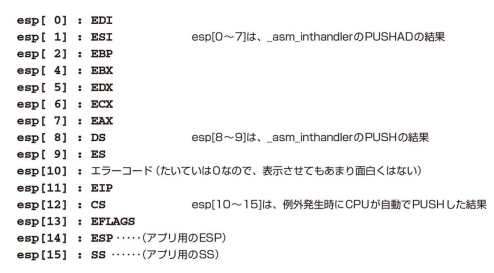 esp[ 0] : EDI
esp[ 1] : ESI esp[0～7]は、_asm_inthandlerのPUSHADの結果
esp[ 2] : EBP
esp[ 4] : EBX
esp[ 5] : EDX
esp[ 6] : ECX
esp[ 7] : EAX
esp[ 8] : DS esp[8～9]は、_asm_inthandlerのPUSHの結果
esp[ 9] : ES
esp[10] : エラーコード（たいていは0なので、表示させてもあまり面白くはない）
esp[11] : EIP
esp[12] : CS esp[10～15]は、例外発生時にCPUが自動でPUSHした結果
esp[13] : EFLAGS
esp[14] : ESP ‥‥‥（アプリ用のESP）
esp[15] : SS ‥‥‥（アプリ用のSS）